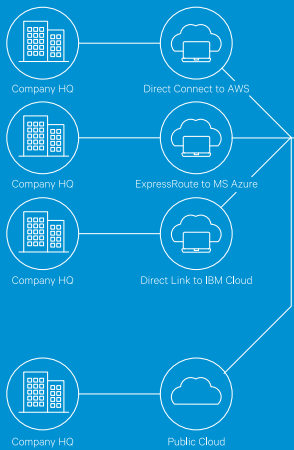 Company HQ
Direct Connect to AWS
Company HQ
ExpressRoute to MS Azure
Company HQ
Direct Link to IBM Cloud
Company HQ
Public Cloud